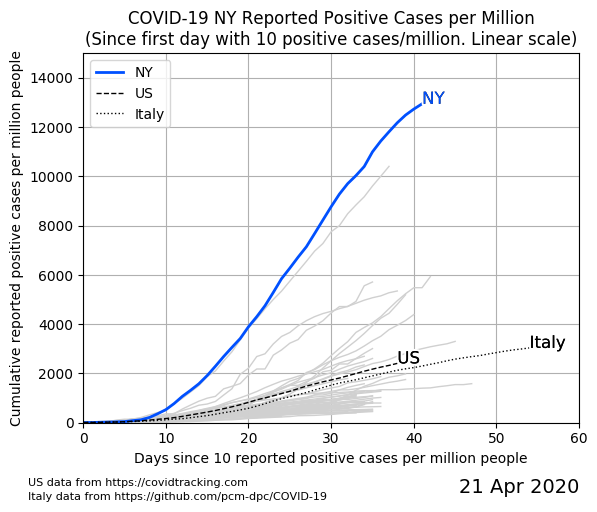 COVID-19 NY Reported Positive Cases per Million
(Since first day with 10 positive cases/million. Linear scale)
Cumulative reported positive cases per million people
14000
12000
10000
8000
6000
4000
2000
0
NY
US
Italy
NY
US
Italy
0 10 20 30 40 50 60
Days since 10 reported positive cases per million people
US data from https://covidtracking.com
Italy data from https://github.com/pcm-dpc/COVID-19
21 Apr 2020